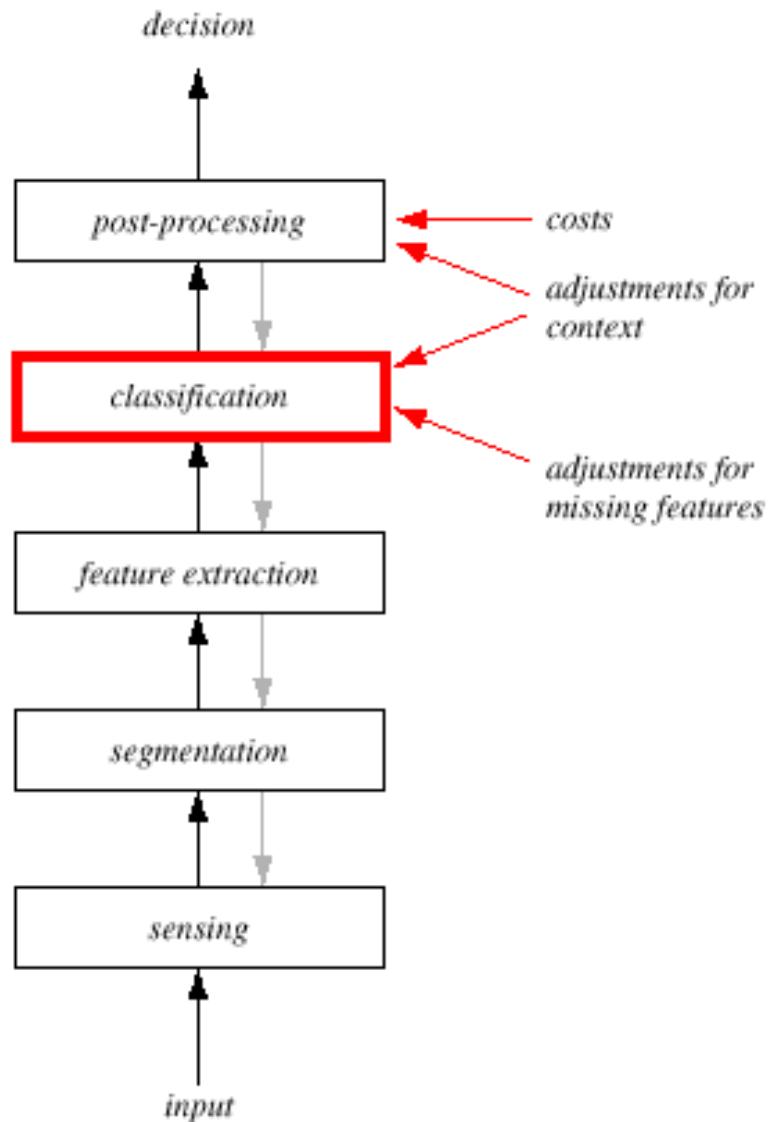 decision
post-processing
costs
adjustments for
context
classification
adjustments for
missing features
feature extraction
segmentation
sensing
input